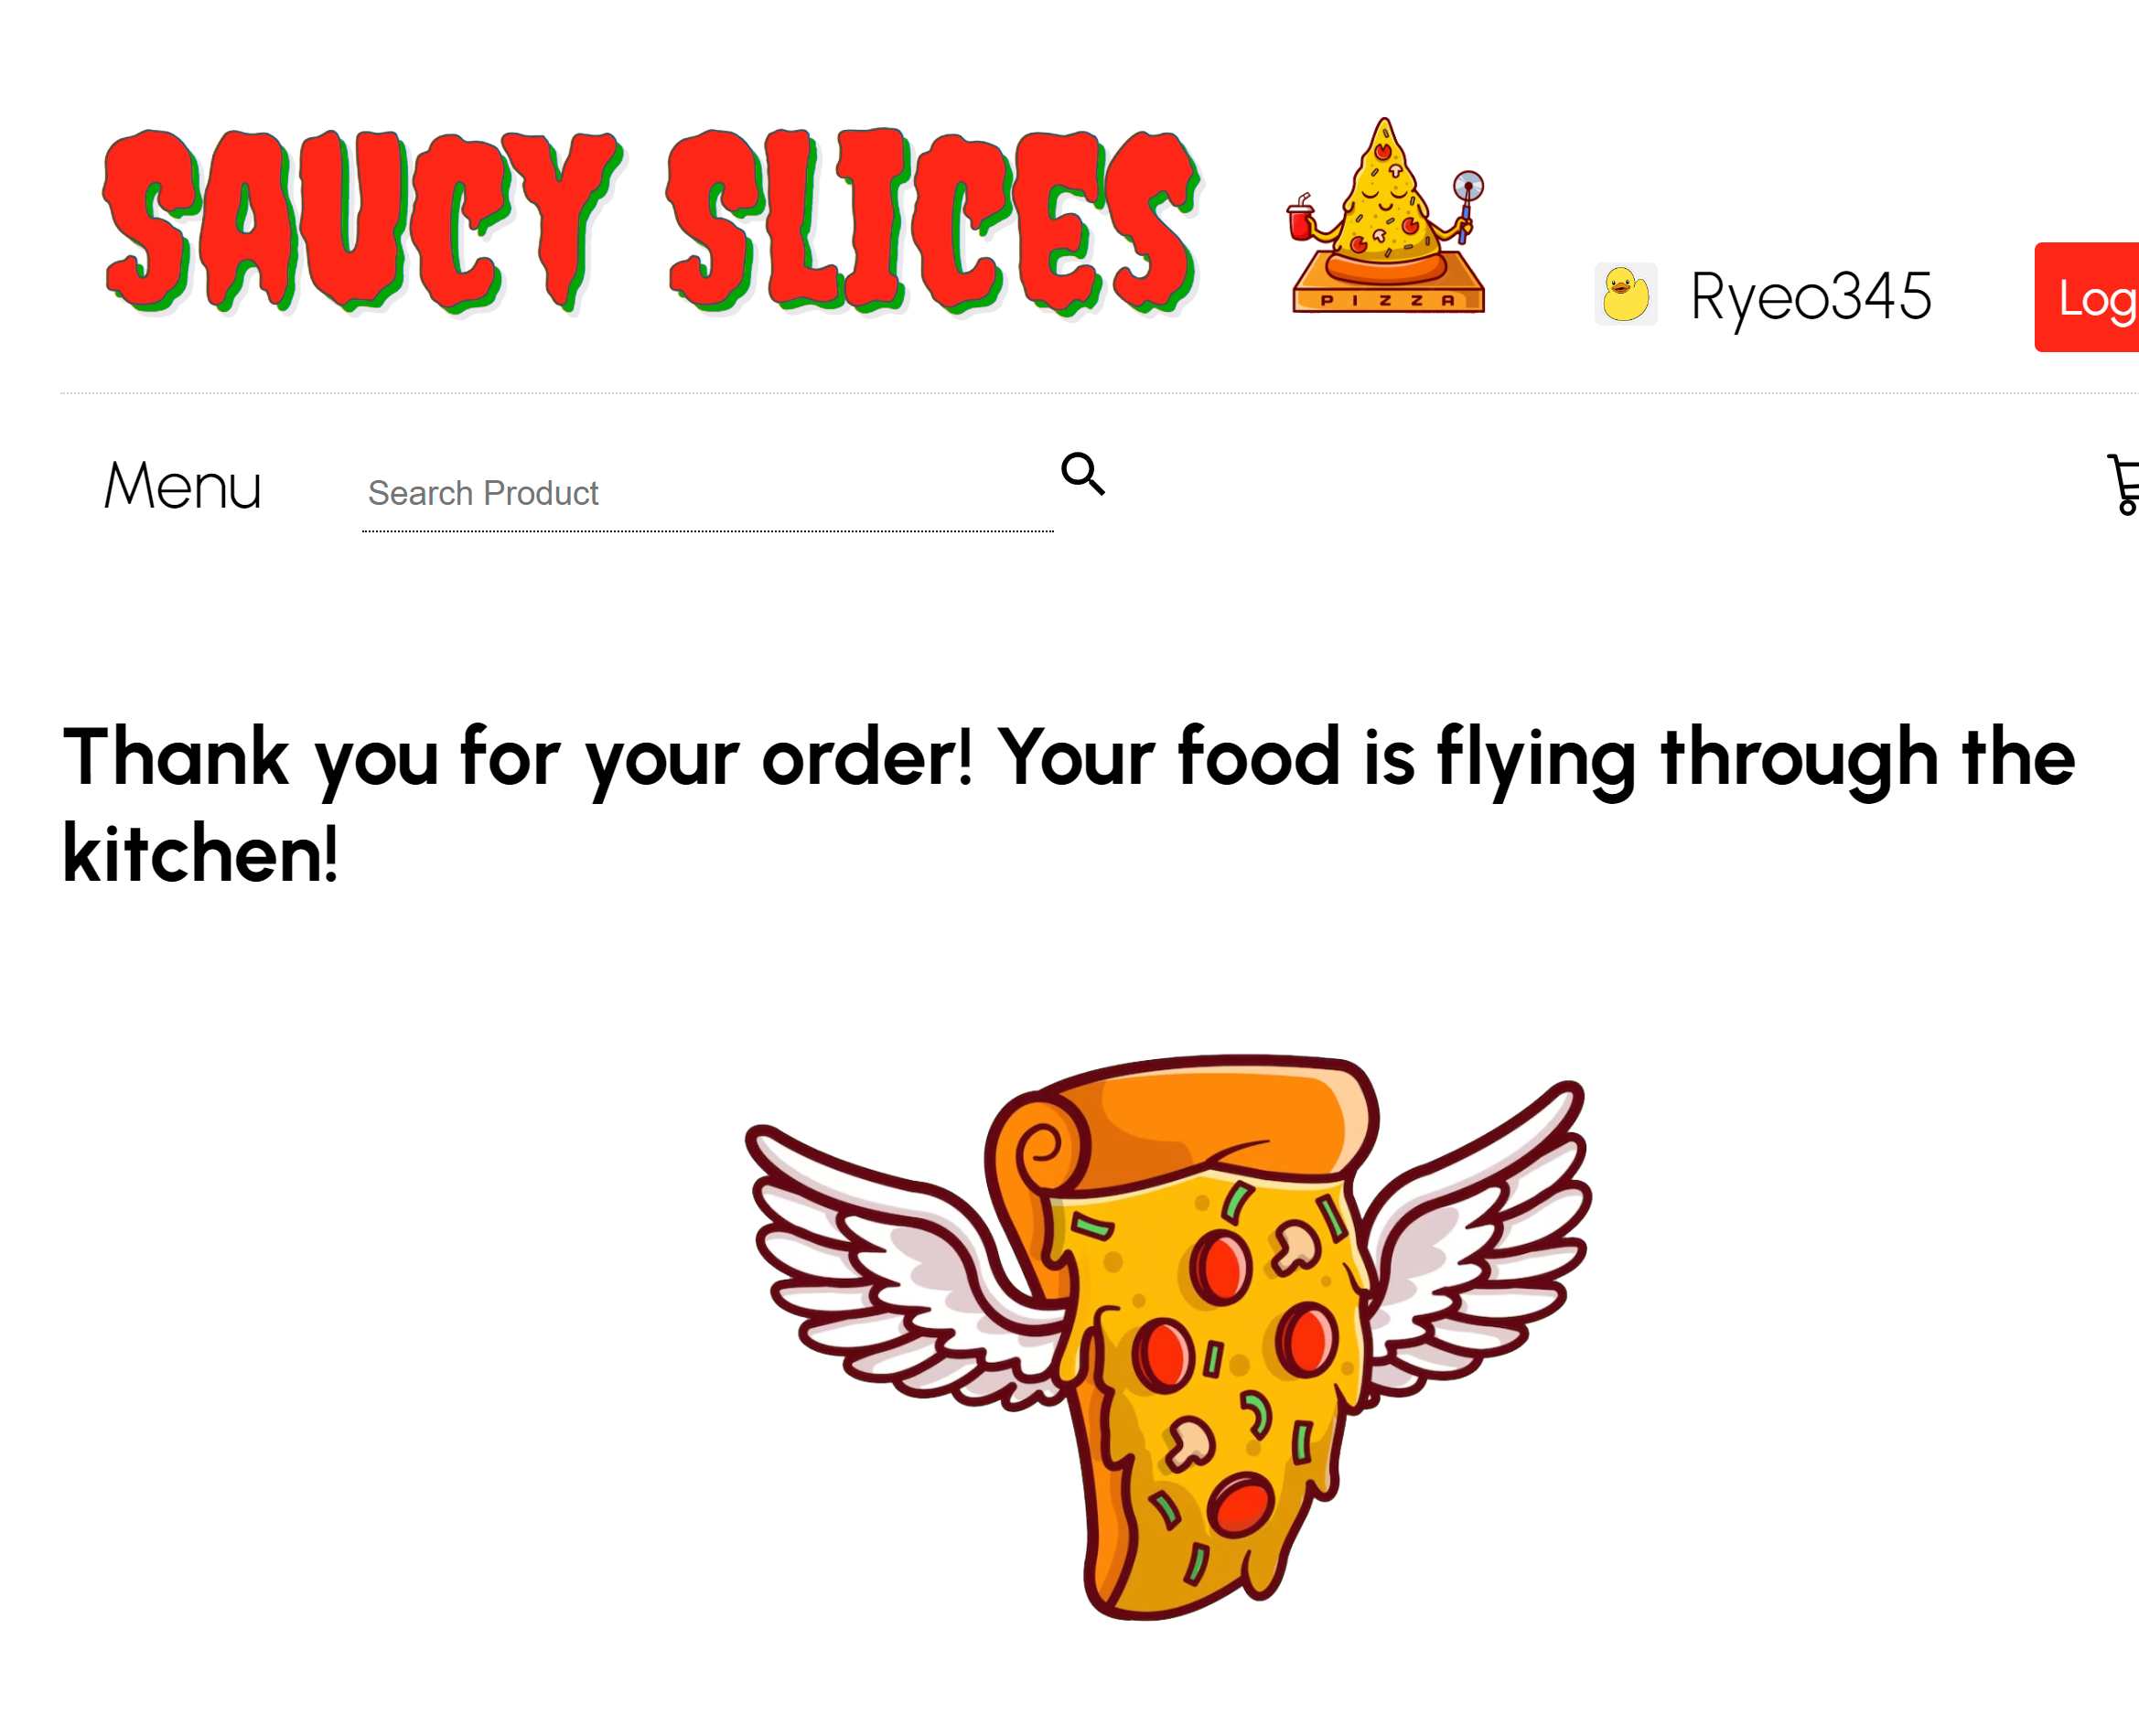 SAUCY SLICES
PIZZA
Ryeo345
Log
Menu
Search Product
Thank you for your order! Your food is flying through the
kitchen!